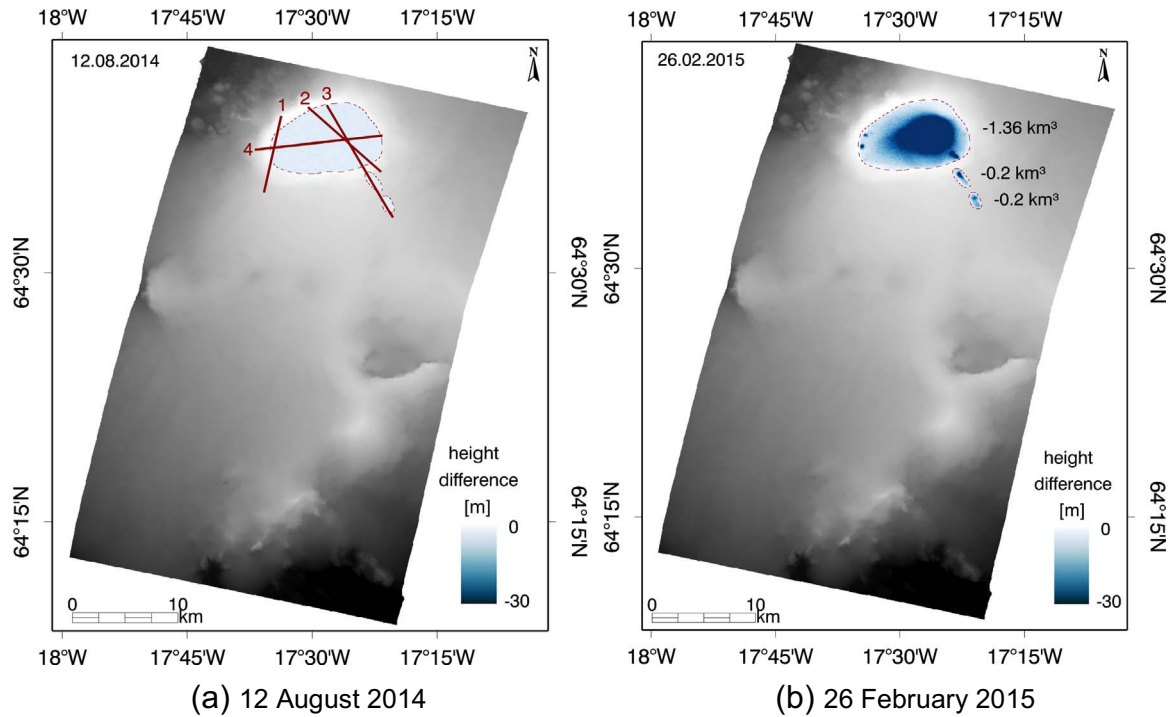 18°W 17°45'W 17°30'W 17°15'W
12.08.2014
N
1
2
3
4
64°30'N
64°30'N
64°15'N
64°15'N
height
difference
[m]
0
-30
0 10
km
18°W 17°45'W 17°30'W 17°15'W
(a) 12 August 2014
18°W 17°45'W 17°30'W 17°15'W
26.02.2015
N
-1.36 km³
-0.2 km³
-0.2 km³
64°30'N
64°30'N
64°15'N
64°15'N
height
difference
[m]
0
-30
0 10
km
18°W 17°45'W 17°30'W 17°15'W
(b) 26 February 2015